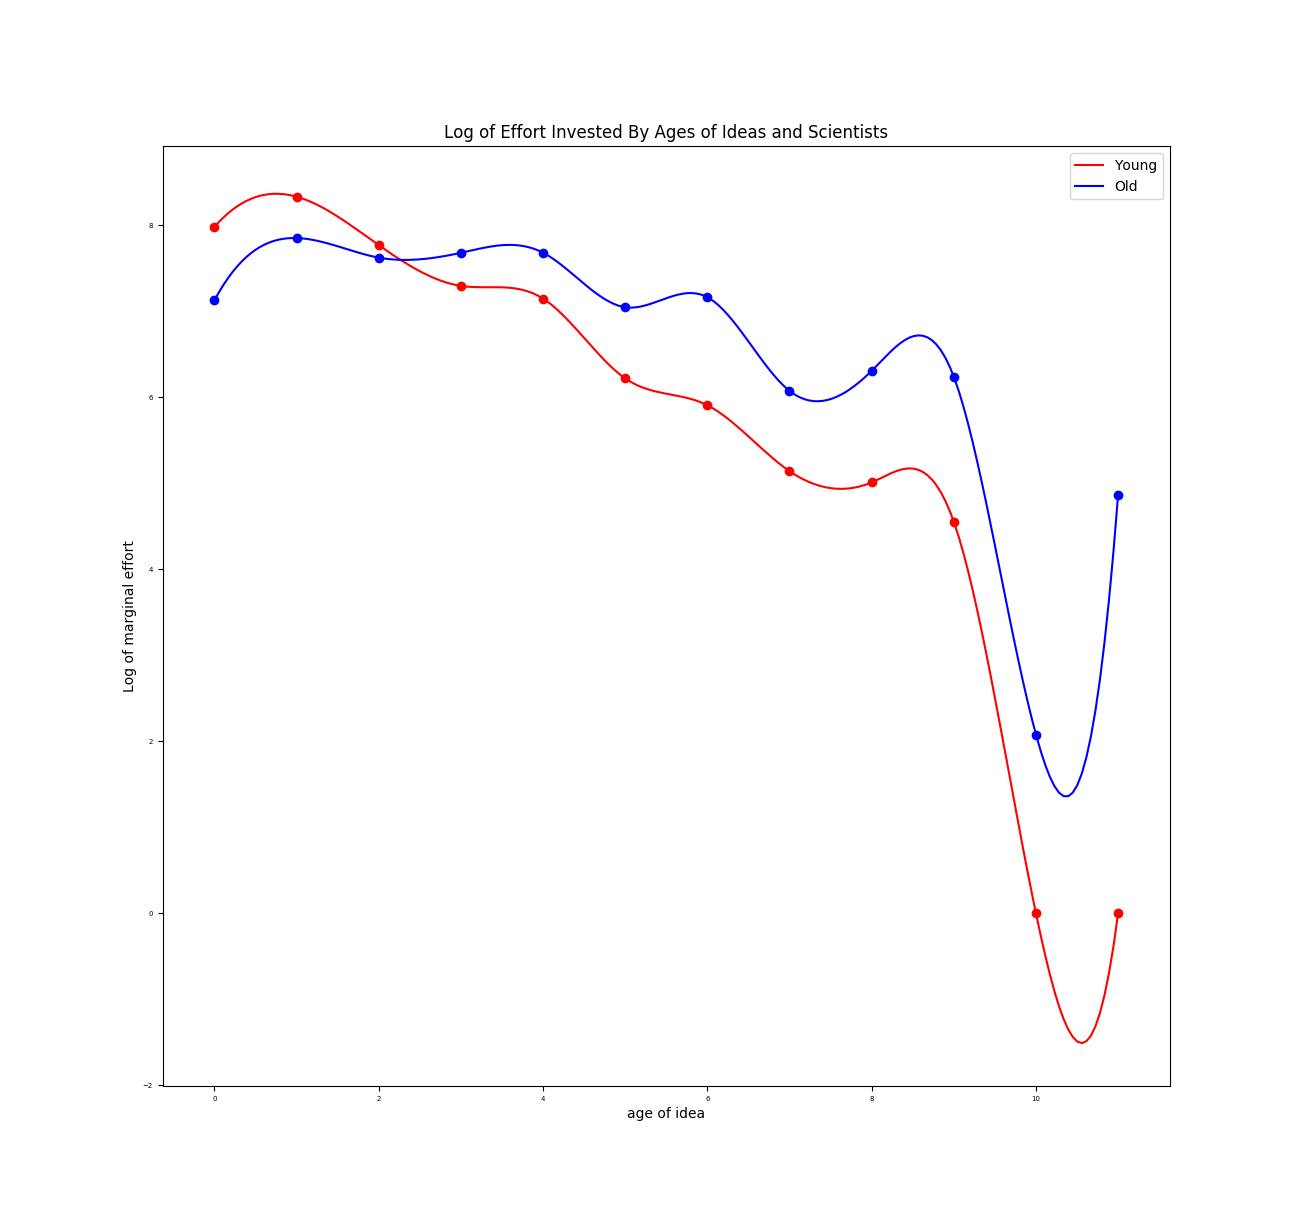 Log of Effort Invested By Ages of Ideas and Scientists
Young
Old
8
6
4
2
0
−2
Log of marginal effort
0 2 4 6 8 10
age of idea